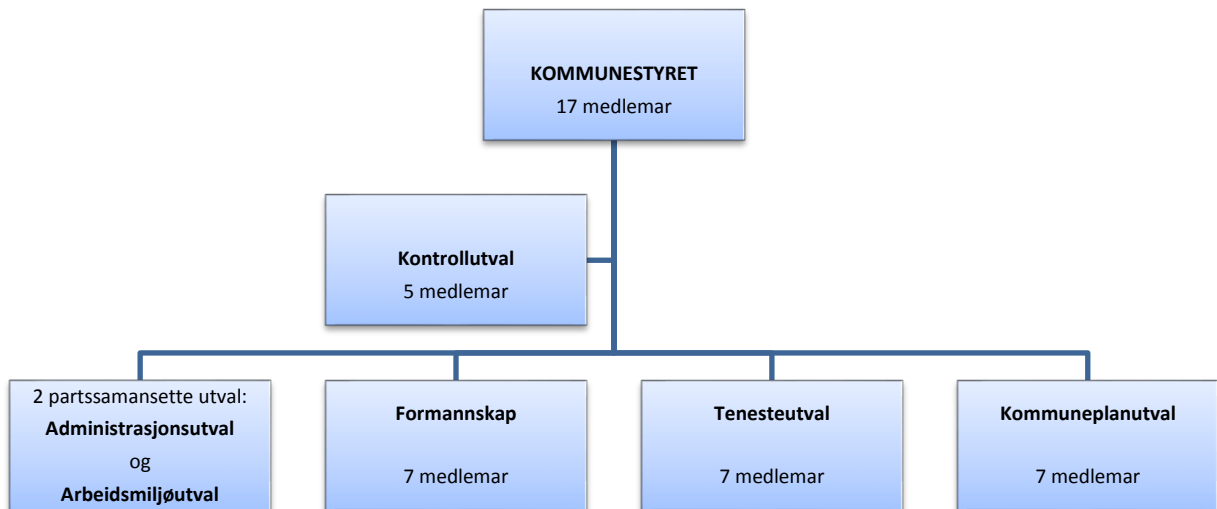 KOMMUNESTYRET
17 medlemar
Kontrollutval
5 medlemar
2 partssamansette utval:
Administrasjonsutval
og
Arbeidsmiljøutval
Formannskap
7 medlemar
Tenesteutval
7 medlemar
Kommuneplanutval
7 medlemar